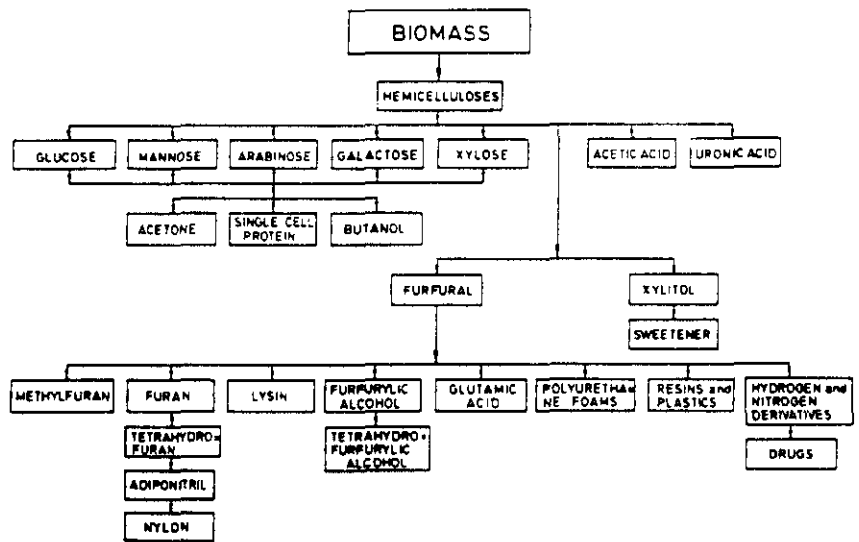 BIOMASS
HEMICELLULOSES
GLUCOSE
MANNOSE
ARABINOSE
GALACTOSE
XYLOSE
ACETIC ACID
URONIC ACID
ACETONE
SINGLE CELL
PROTEIN
BUTANOL
FURFURAL
XYLITOL
SWEETENER
METHYLFURAN
FURAN
LYSIN
FURFURYLIC
ALCOHOL
GLUTAMIC
ACID
POLYURETHA=
NE FOAMS
RESINS and
PLASTICS
HYDROGEN and
NITROGEN
DERIVATIVES
TETRAHYDRO=
FURAN
TETRAHYDRO=
FURFURYLIC
ALCOHOL
DRUGS
ADIPONITRIL
NYLON